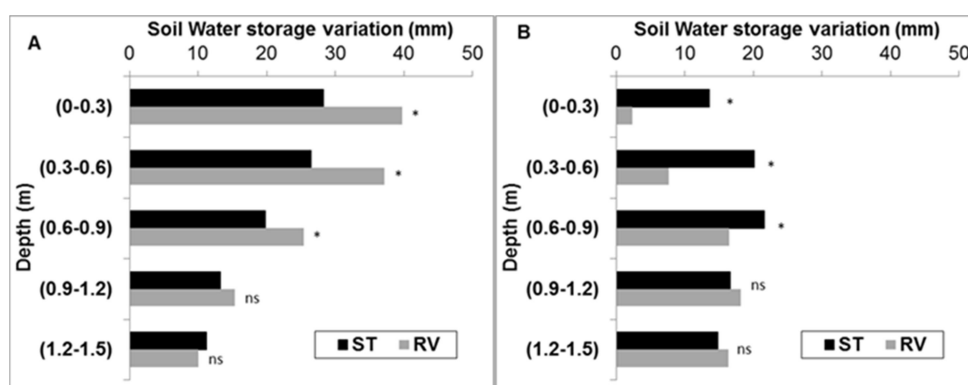 A
Soil Water storage variation (mm)
0 10 20 30 40 50
Depth (m)
(0-0.3)
*
(0.3-0.6)
*
(0.6-0.9)
*
(0.9-1.2)
ns
(1.2-1.5)
ns
ST RV
B
Soil Water storage variation (mm)
0 10 20 30 40 50
Depth (m)
(0-0.3)
*
(0.3-0.6)
*
(0.6-0.9)
*
(0.9-1.2)
ns
(1.2-1.5)
ns
ST RV